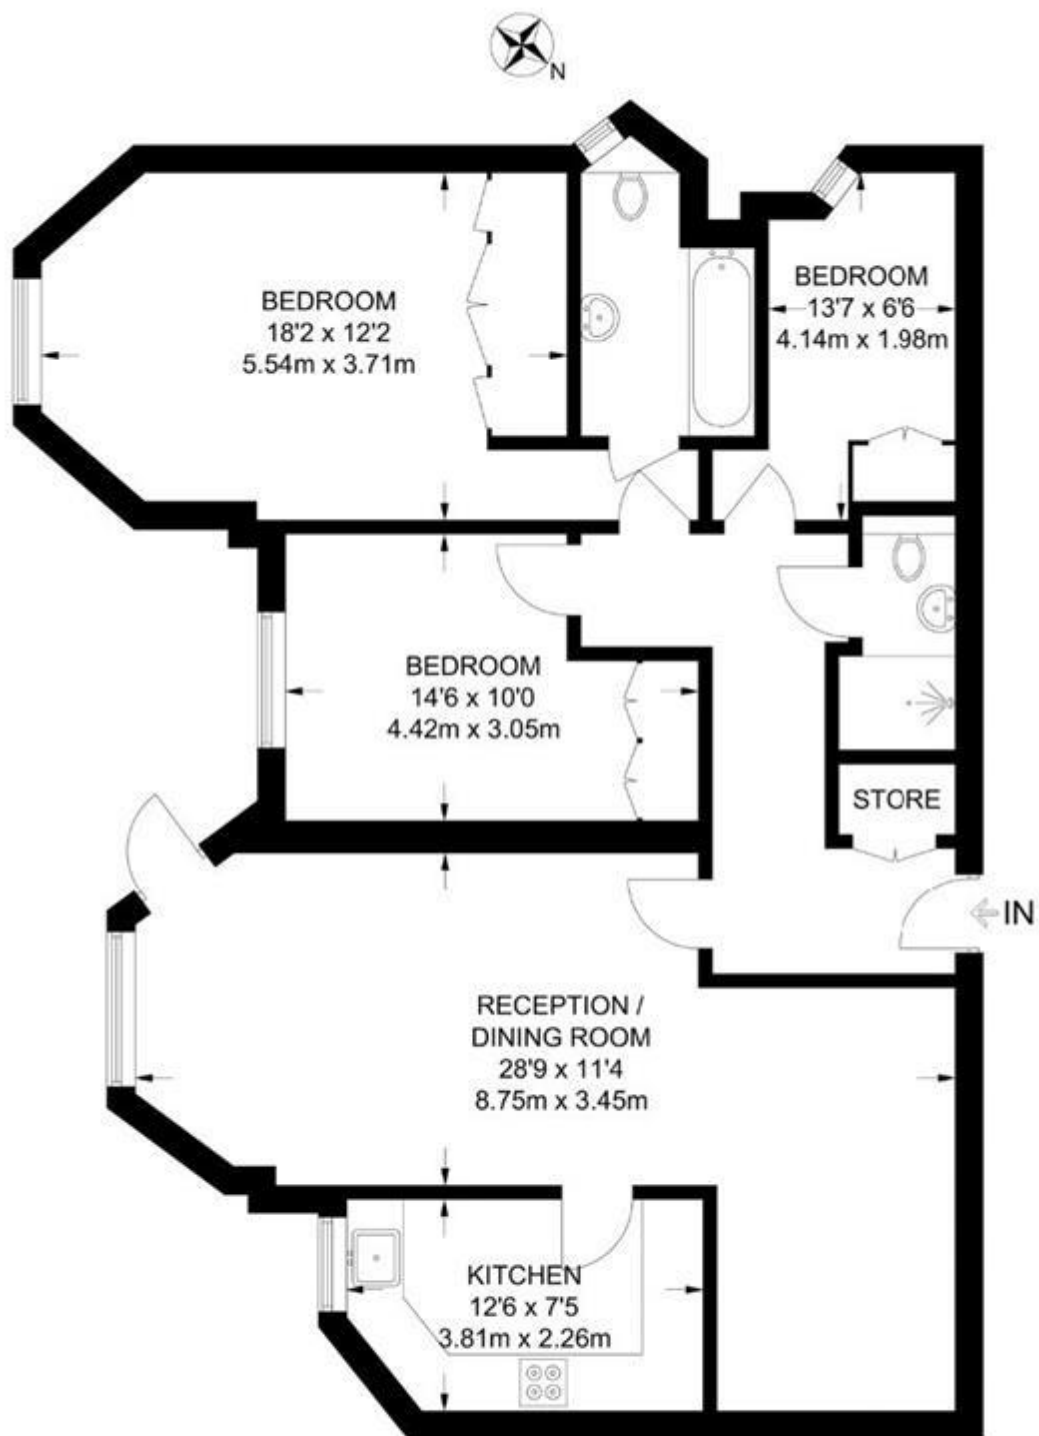 N
BEDROOM
18'2 x 12'2
5.54m x 3.71m
BEDROOM
13'7 x 6'6
4.14m x 1.98m
BEDROOM
14'6 x 10'0
4.42m x 3.05m
STORE
IN
RECEPTION /
DINING ROOM
28'9 x 11'4
8.75m x 3.45m
KITCHEN
12'6 x 7'5
3.81m x 2.26m